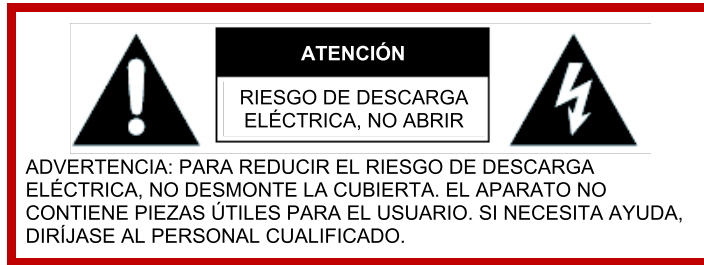 ATENCIÓN
RIESGO DE DESCARGA
ELÉCTRICA, NO ABRIR
ADVERTENCIA: PARA REDUCIR EL RIESGO DE DESCARGA
ELÉCTRICA, NO DESMONTE LA CUBIERTA. EL APARATO NO
CONTIENE PIEZAS ÚTILES PARA EL USUARIO. SI NECESITA AYUDA,
DIRÍJASE AL PERSONAL CUALIFICADO.